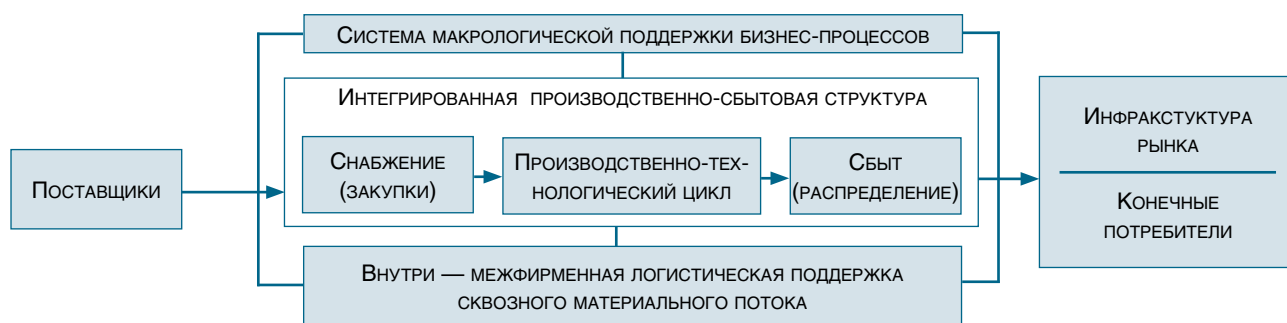 Система макрологической поддержки бизнес-процессов
Интегрированная производственно-сбытовая структура
Поставщики
Снабжение
(закупки)
Производственно-тех-
нологический цикл
Сбыт
(распределение)
Инфракстуктура
рынка
Конечные
потребители
Внутри — межфирменная логистическая поддержка
сквозного материального потока